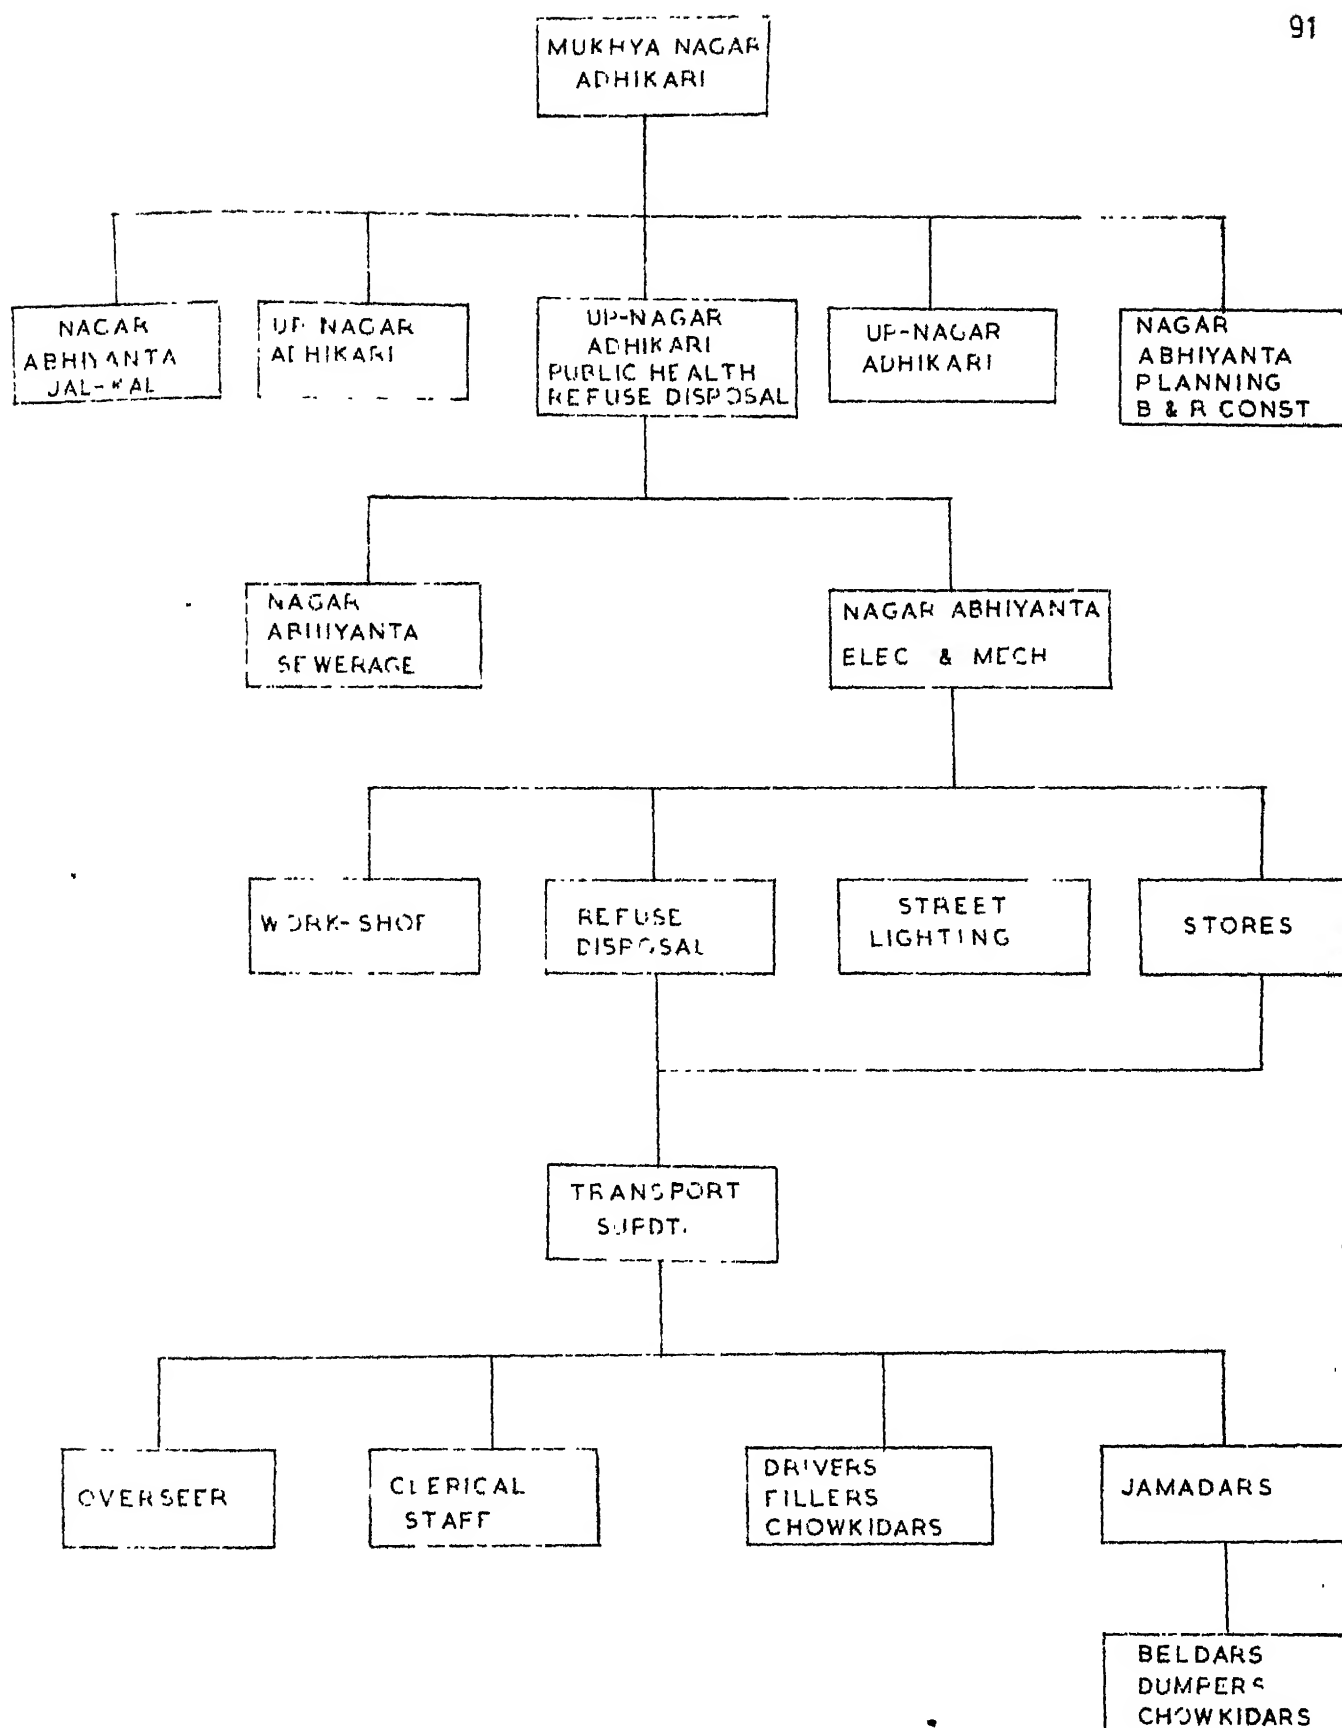 91
MUKHYA NAGAR
ADHIKARI
NAGAR
ABHIYANTA
JAL-KAL
UP NAGAR
ADHIKARI
UP-NAGAR
ADHIKARI
PUBLIC HEALTH
REFUSE DISPOSAL
UP-NAGAR
ADHIKARI
NAGAR
ABHIYANTA
PLANNING
B & R CONST
NAGAR
ABHIYANTA
SEWERAGE
NAGAR ABHIYANTA
ELEC & MECH
WORK-SHOP
REFUSE
DISPOSAL
STREET
LIGHTING
STORES
TRANSPORT
SUPDT.
OVERSEER
CLERICAL
STAFF
DRIVERS
FILLERS
CHOWKIDARS
JAMADARS
BELDARS
DUMPERS
CHOWKIDARS